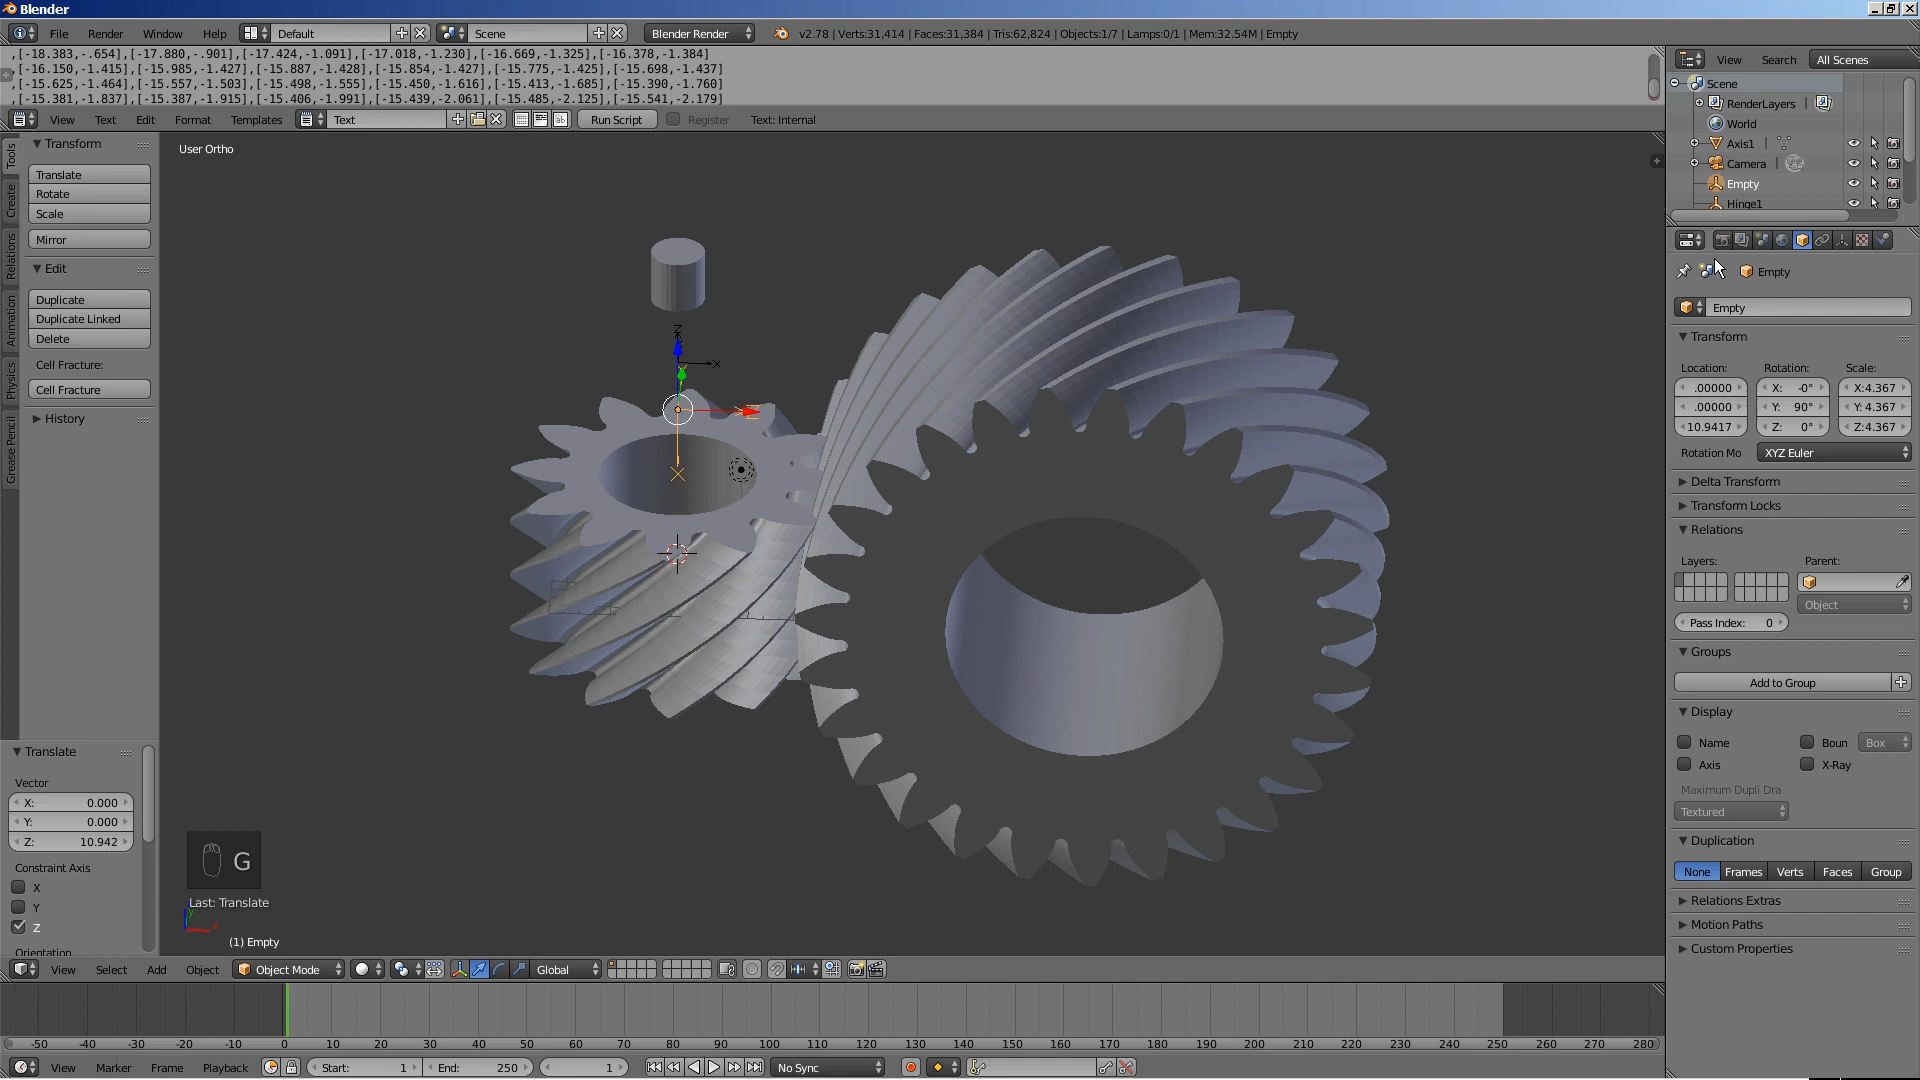 Blender
File Render Window Help Default Scene Blender Render v2.78 | Verts:31,414 | Faces:31,384 | Tris:62,824 | Objects:1/7 | Lamps:0/1 | Mem:32.54M | Empty
,[-18.383,-.654],[-17.880,-.901],[-17.424,-1.091],[-17.018,-1.230],[-16.669,-1.325],[-16.378,-1.384]
,[-16.150,-1.415],[-15.985,-1.427],[-15.887,-1.428],[-15.854,-1.427],[-15.775,-1.425],[-15.698,-1.437]
,[-15.625,-1.464],[-15.557,-1.503],[-15.498,-1.555],[-15.450,-1.616],[-15.413,-1.685],[-15.390,-1.760]
,[-15.381,-1.837],[-15.387,-1.915],[-15.406,-1.991],[-15.439,-2.061],[-15.485,-2.125],[-15.541,-2.179]
View Text Edit Format Templates Text Run Script Register Text: Internal
Tools
Create
Relations
Animation
Physics
Grease Pencil
Transform
Translate
Rotate
Scale
Mirror
Edit
Duplicate
Duplicate Linked
Delete
Cell Fracture:
Cell Fracture
History
Translate
Vector
X: 0.000
Y: 0.000
Z: 10.942
Constraint Axis
X
Y
Z
Orientation
User Ortho
Z
X
G
Last: Translate
y
x
(1) Empty
View Select Add Object Object Mode Global
-50 -40 -30 -20 -10 0 10 20 30 40 50 60 70 80 90 100 110 120 130 140 150 160 170 180 190 200 210 220 230 240 250 260 270 280
View Marker Frame Playback Start: 1 End: 250 1 No Sync
View Search All Scenes
Scene
RenderLayers |
World
Axis1 |
Camera |
Empty
Hinge1
Empty
Empty
Transform
Location: Rotation: Scale:
.00000 X: -0° X:4.367
.00000 Y: 90° Y:4.367
10.9417 Z: 0° Z:4.367
Rotation Mo XYZ Euler
Delta Transform
Transform Locks
Relations
Layers: Parent:
Object
Pass Index: 0
Groups
Add to Group
Display
Name Boun Box
Axis X-Ray
Maximum Dupli Dra
Textured
Duplication
None Frames Verts Faces Group
Relations Extras
Motion Paths
Custom Properties